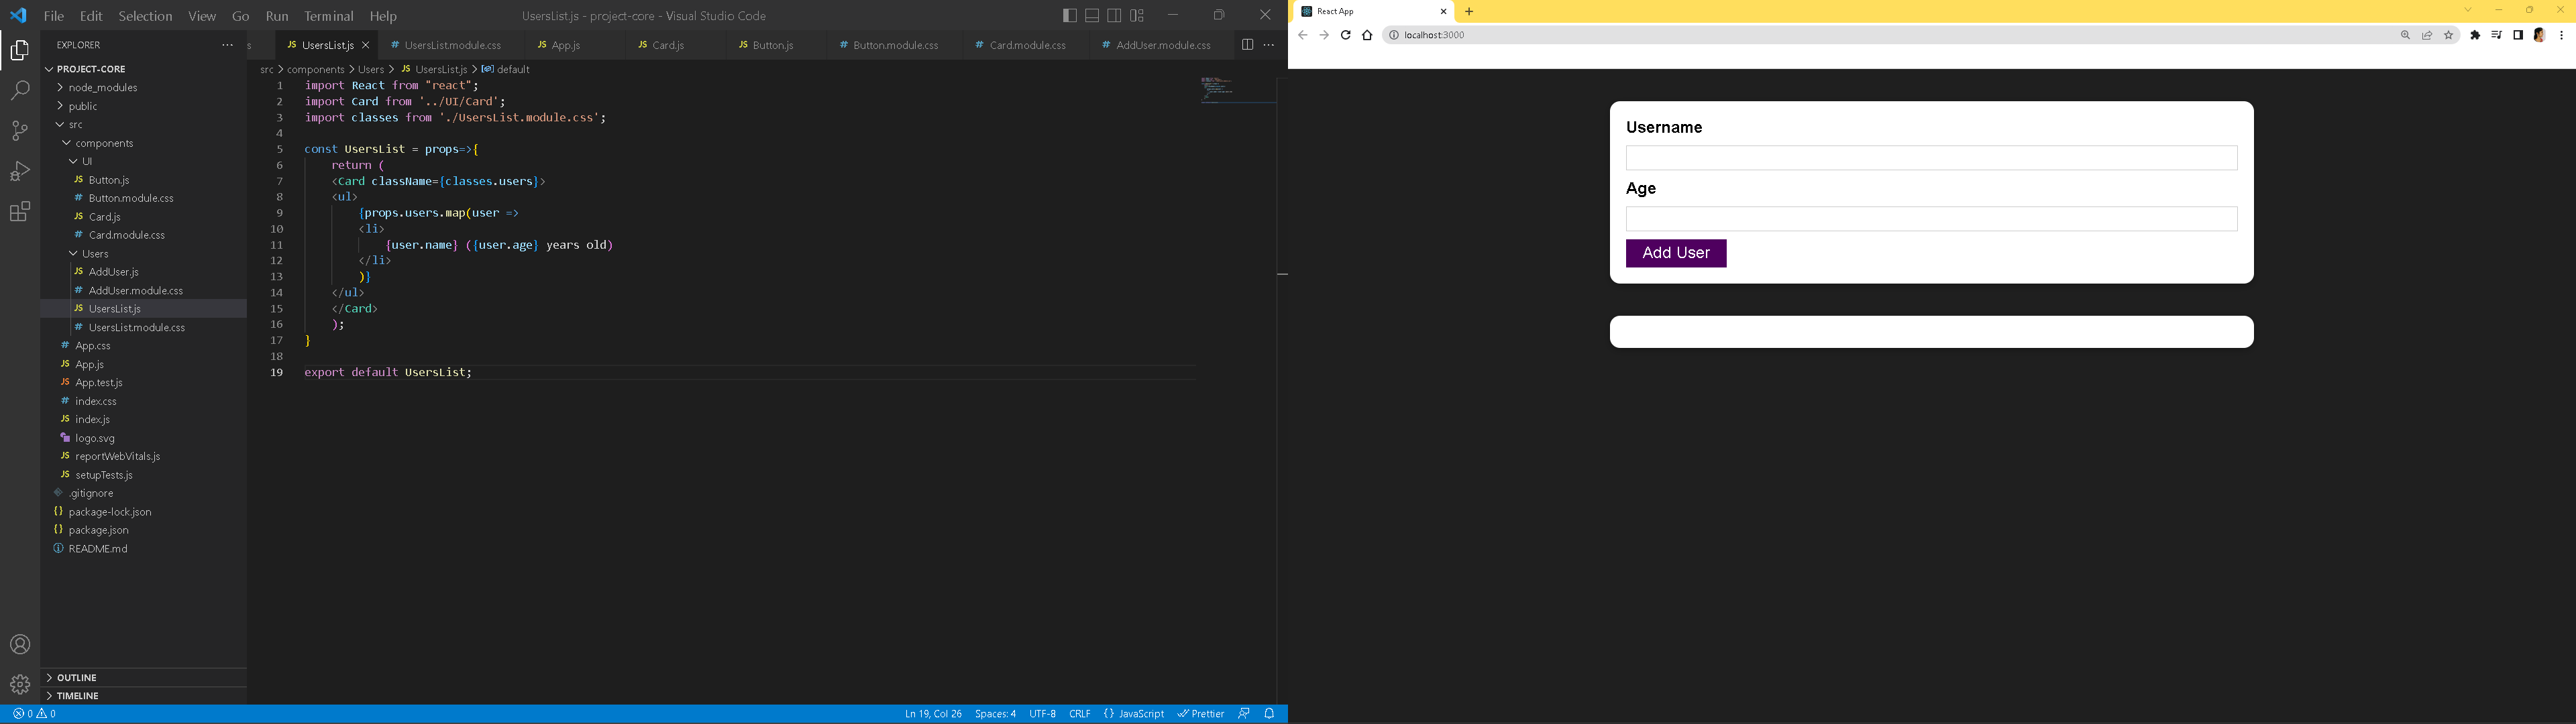 File Edit Selection View Go Run Terminal Help UsersList.js - project-core - Visual Studio Code
EXPLORER ...
PROJECT-CORE
node_modules
public
src
components
UI
Button.js
Button.module.css
Card.js
Card.module.css
Users
AddUser.js
AddUser.module.css
UsersList.js
UsersList.module.css
App.css
App.js
App.test.js
index.css
index.js
logo.svg
reportWebVitals.js
setupTests.js
.gitignore
package-lock.json
package.json
README.md
OUTLINE
TIMELINE
s JS UsersList.js # UsersList.module.css JS App.js JS Card.js JS Button.js # Button.module.css # Card.module.css # AddUser.module.css ...
src > components > Users > JS UsersList.js > default
1 import React from "react";
2 import Card from '../UI/Card';
3 import classes from './UsersList.module.css';
4
5 const UsersList = props=>{
6 return (
7 <Card className={classes.users}>
8 <ul>
9 {props.users.map(user =>
10 <li>
11 {user.name} ({user.age} years old)
12 </li>
13 )}
14 </ul>
15 </Card>
16 );
17 }
18
19 export default UsersList;
0 0 Ln 19, Col 26 Spaces: 4 UTF-8 CRLF {} JavaScript Prettier
React App
localhost:3000
Username
Age
Add User